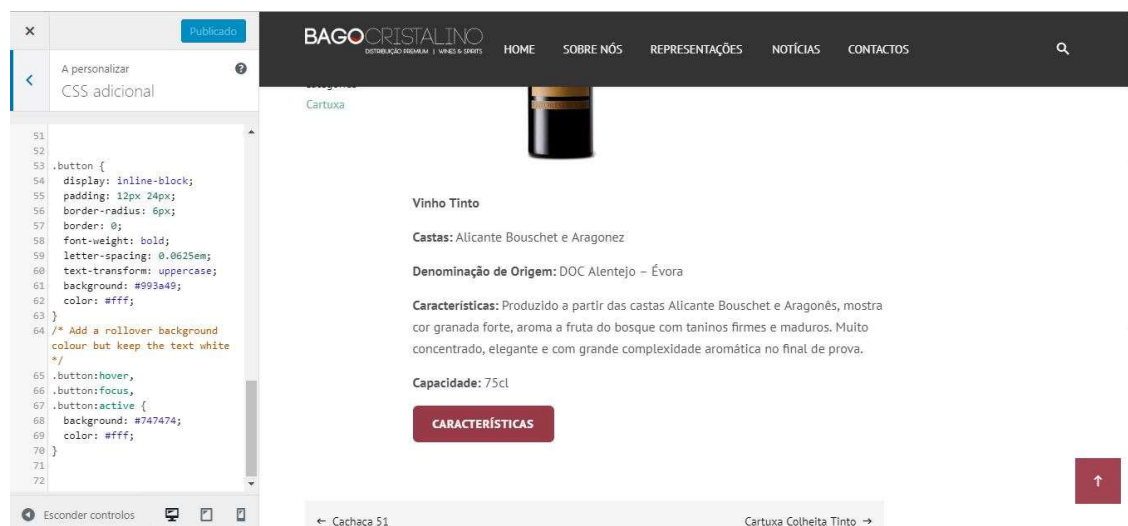 Publicado
A personalizar
CSS adicional
51
52
53 .button {
54 display: inline-block;
55 padding: 12px 24px;
56 border-radius: 6px;
57 border: 0;
58 font-weight: bold;
59 letter-spacing: 0.0625em;
60 text-transform: uppercase;
61 background: #993a49;
62 color: #fff;
63 }
64 /* Add a rollover background
colour but keep the text white
*/
65 .button:hover,
66 .button:focus,
67 .button:active {
68 background: #747474;
69 color: #fff;
70 }
71
72
Esconder controlos
BAGOCRISTALINO
DISTRIBUIÇÃO PREMIUM | WINES & SPIRITS
HOME SOBRE NÓS REPRESENTAÇÕES NOTÍCIAS CONTACTOS
Cartuxa
Vinho Tinto
Castas: Alicante Bouschet e Aragonez
Denominação de Origem: DOC Alentejo – Évora
Características: Produzido a partir das castas Alicante Bouschet e Aragonês, mostra
cor granada forte, aroma a fruta do bosque com taninos firmes e maduros. Muito
concentrado, elegante e com grande complexidade aromática no final de prova.
Capacidade: 75cl
CARACTERÍSTICAS
← Cachaça 51
Cartuxa Colheita Tinto →